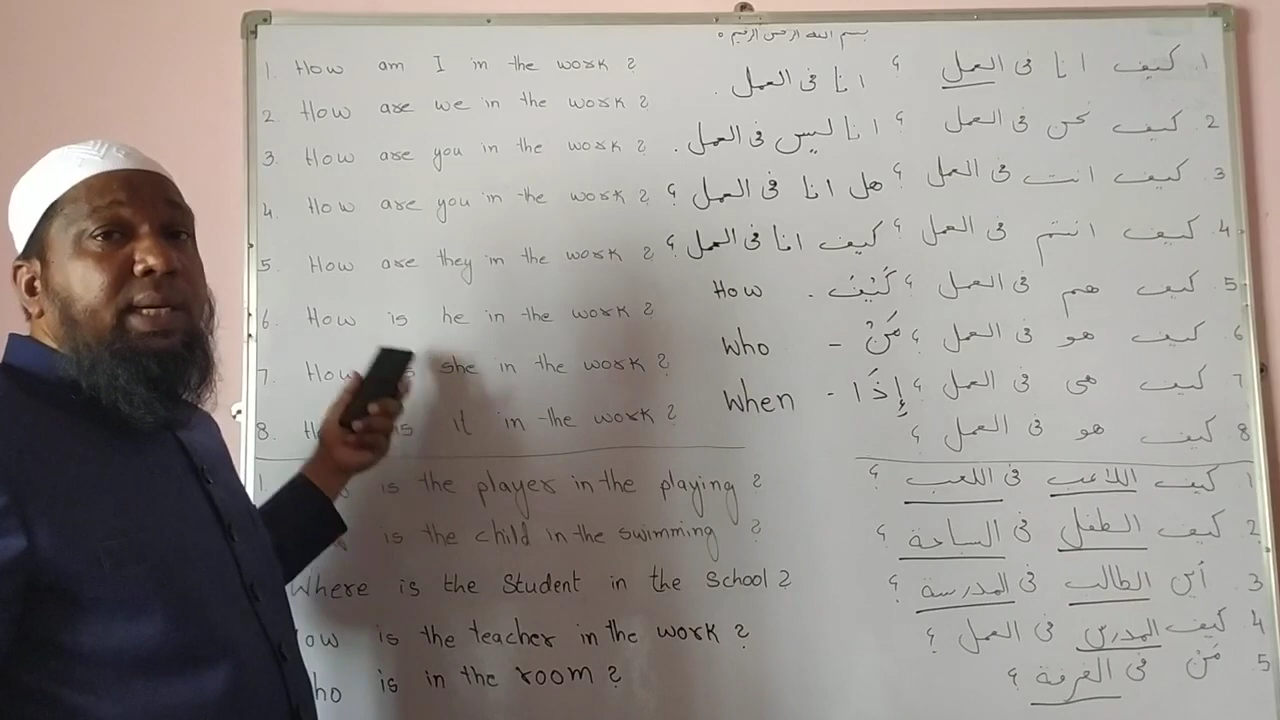 بسم الله الرحمن الرحيم
1. How am I in the work ?
2. How are we in the work ?
3. How are you in the work ?
4. How are you in the work ?
5. How are they in the work ?
6. How is he in the work ?
7. How she in the work ?
8. is it in the work ?
1. is the player in the playing ?
is the child in the swimming ?
Where is the Student in the School ?
ow is the teacher in the work ?
ho is in the room ?
انا فى العمل .
انا ليس فى العمل .
هل انا فى العمل ؟
كيف انا فى العمل ؟
How - كَيْفَ
Who - مَنْ
When - إِذَا
1. كيف انا فى العمل ؟
2. كيف نحن فى العمل ؟
3. كيف انت فى العمل ؟
4. كيف انتم فى العمل ؟
5. كيف هم فى العمل ؟
6. كيف هو فى العمل ؟
7. كيف هى فى العمل ؟
8. كيف هو فى العمل ؟
1. كيف اللاعب فى اللعب ؟
2. كيف الطفل فى الساحة ؟
3. أين الطالب فى المدرسة ؟
4. كيف المدرس فى العمل ؟
5. مَنْ فى الغرفة ؟